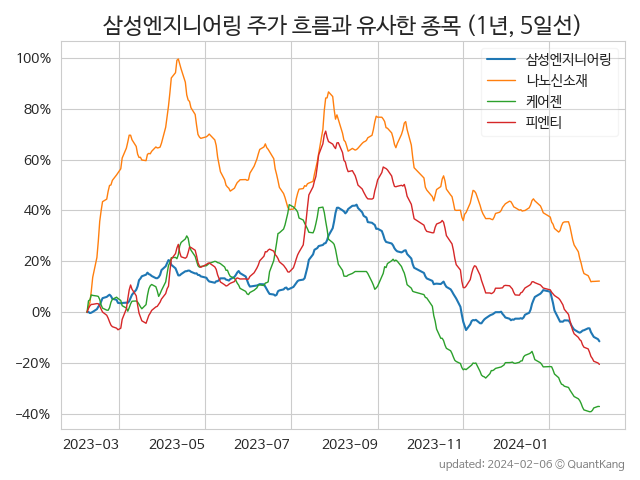 삼성엔지니어링 주가 흐름과 유사한 종목 (1년, 5일선)
삼성엔지니어링
나노신소재
케어젠
피엔티
100%
80%
60%
40%
20%
0%
−20%
−40%
2023-03 2023-05 2023-07 2023-09 2023-11 2024-01
updated: 2024-02-06 © QuantKang